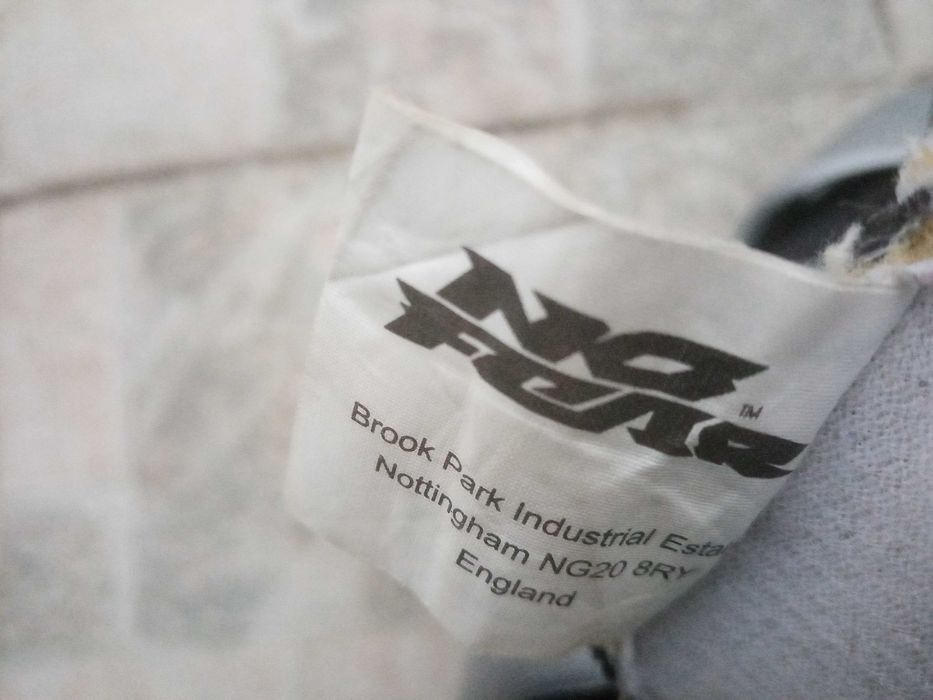 NO
FEAR
TM
Brook Park Industrial Esta
Nottingham NG20 8RY
England